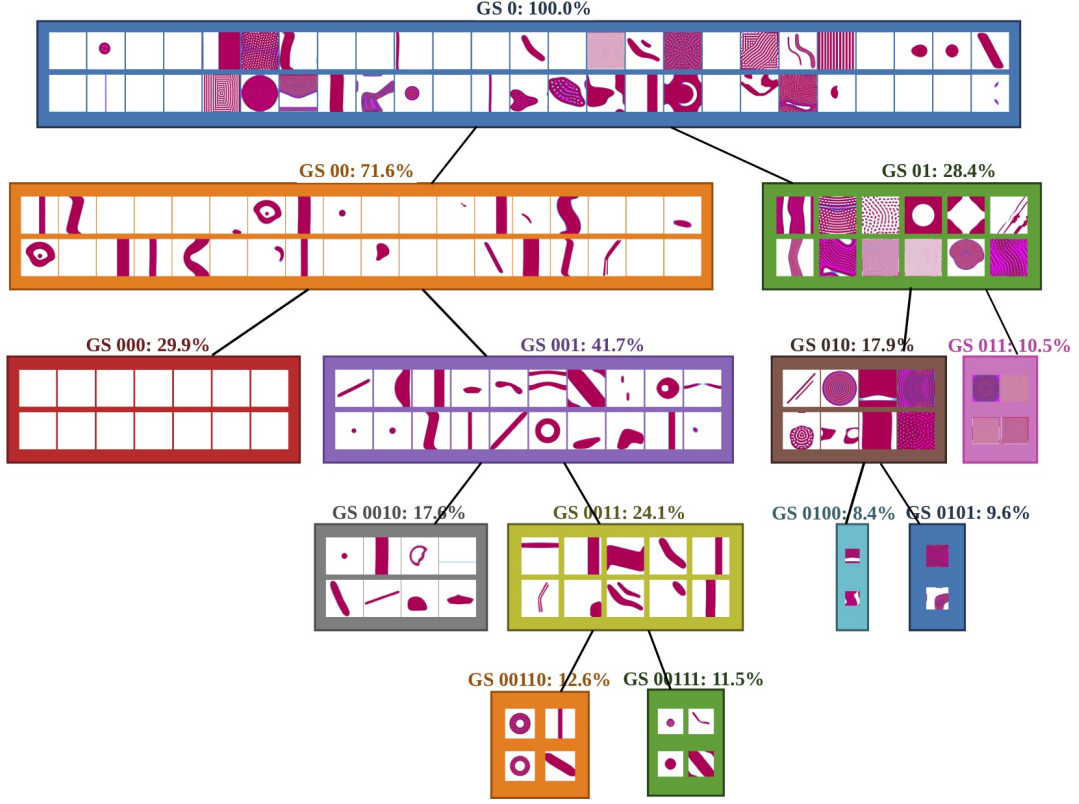 GS 0: 100.0%
GS 00: 71.6%
GS 01: 28.4%
GS 000: 29.9%
GS 001: 41.7%
GS 010: 17.9%
GS 011: 10.5%
GS 0010: 17.6%
GS 0011: 24.1%
GS 0100: 8.4%
GS 0101: 9.6%
GS 00110: 12.6%
GS 00111: 11.5%